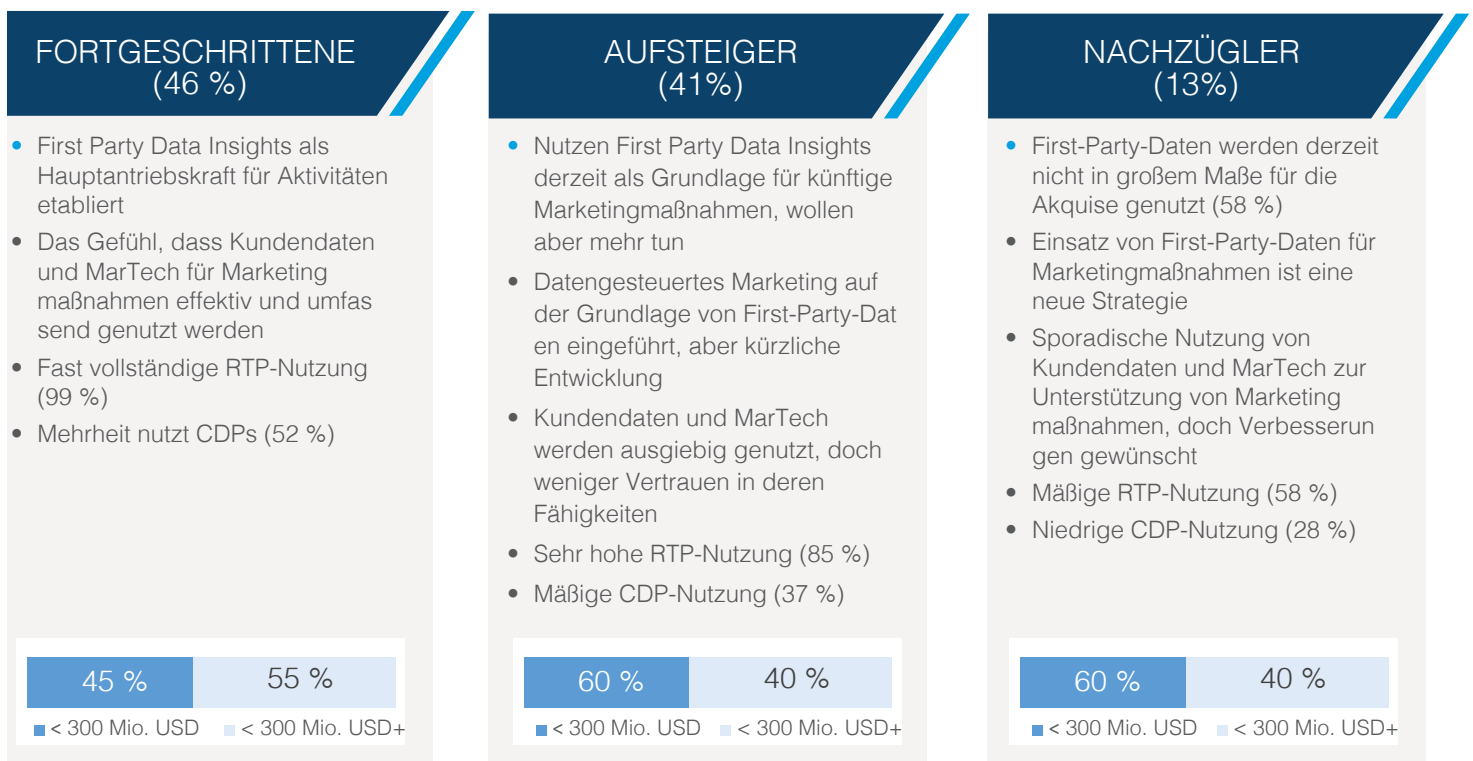 FORTGESCHRITTENE
(46 %)
• First Party Data Insights als
Hauptantriebskraft für Aktivitäten
etabliert
• Das Gefühl, dass Kundendaten
und MarTech für Marketing
maßnahmen effektiv und umfas
send genutzt werden
• Fast vollständige RTP-Nutzung
(99 %)
• Mehrheit nutzt CDPs (52 %)
45 %
55 %
< 300 Mio. USD
< 300 Mio. USD+
AUFSTEIGER
(41%)
• Nutzen First Party Data Insights
derzeit als Grundlage für künftige
Marketingmaßnahmen, wollen
aber mehr tun
• Datengesteuertes Marketing auf
der Grundlage von First-Party-Dat
en eingeführt, aber kürzliche
Entwicklung
• Kundendaten und MarTech
werden ausgiebig genutzt, doch
weniger Vertrauen in deren
Fähigkeiten
• Sehr hohe RTP-Nutzung (85 %)
• Mäßige CDP-Nutzung (37 %)
60 %
40 %
< 300 Mio. USD
< 300 Mio. USD+
NACHZÜGLER
(13%)
• First-Party-Daten werden derzeit
nicht in großem Maße für die
Akquise genutzt (58 %)
• Einsatz von First-Party-Daten für
Marketingmaßnahmen ist eine
neue Strategie
• Sporadische Nutzung von
Kundendaten und MarTech zur
Unterstützung von Marketing
maßnahmen, doch Verbesserun
gen gewünscht
• Mäßige RTP-Nutzung (58 %)
• Niedrige CDP-Nutzung (28 %)
60 %
40 %
< 300 Mio. USD
< 300 Mio. USD+